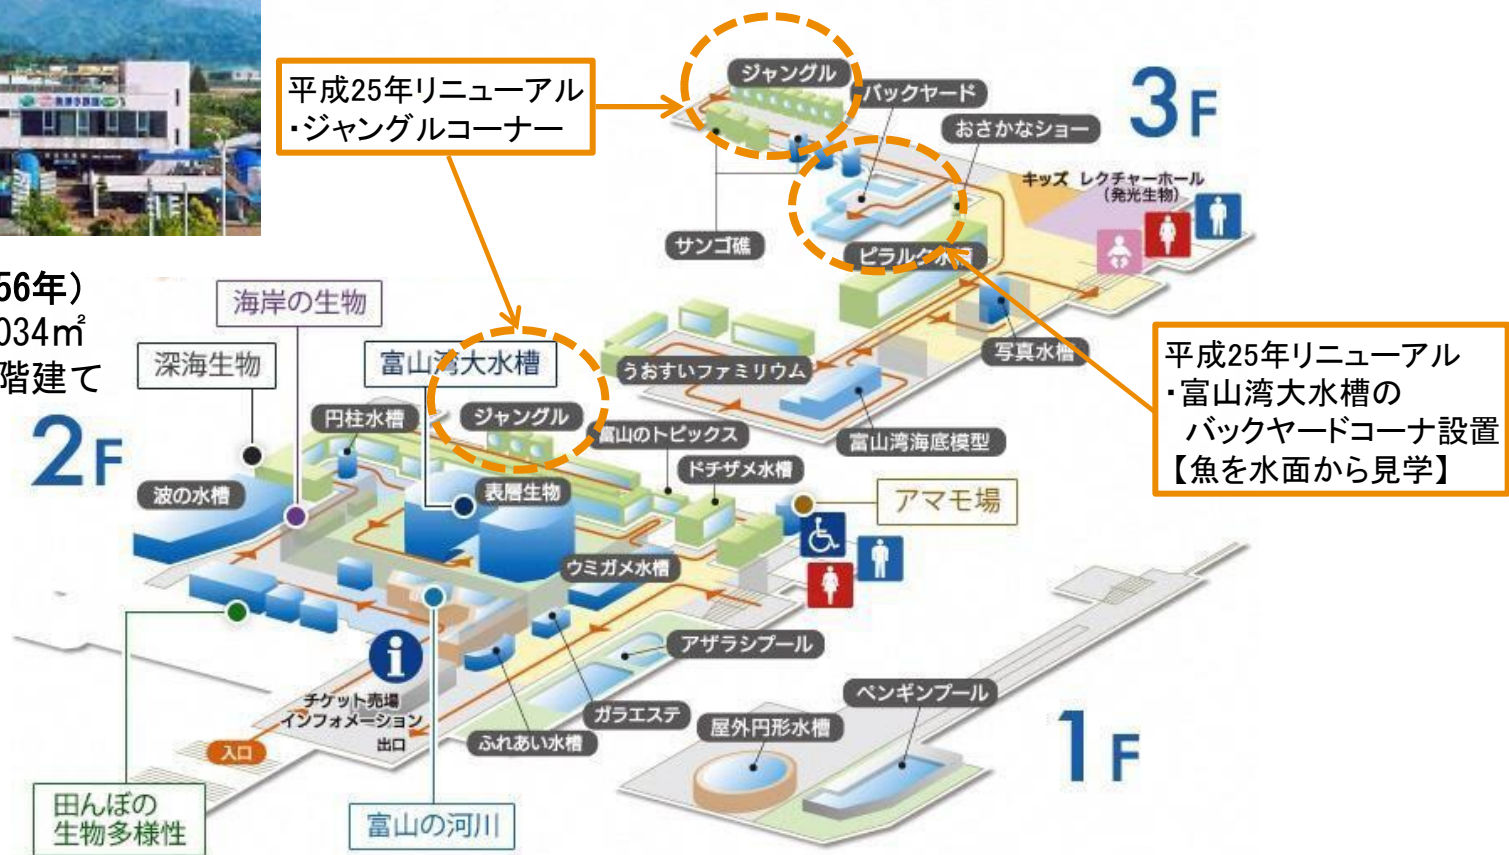 平成25年リニューアル
・ジャングルコーナー
ジャングル
バックヤード
おさかなショー
3F
キッズ
レクチャーホール
(発光生物)
サンゴ礁
ピラルク水槽
写真水槽
うおすいファミリウム
富山湾海底模型
平成25年リニューアル
・富山湾大水槽の
バックヤードコーナ設置
【魚を水面から見学】
56年)
034㎡
階建て
海岸の生物
深海生物
富山湾大水槽
2F
円柱水槽
ジャングル
富山のトピックス
ドチザメ水槽
波の水槽
表層生物
アマモ場
ウミガメ水槽
アザラシプール
チケット売場
インフォメーション
出口
入口
ふれあい水槽
ガラエステ
ペンギンプール
屋外円形水槽
1F
田んぼの
生物多様性
富山の河川